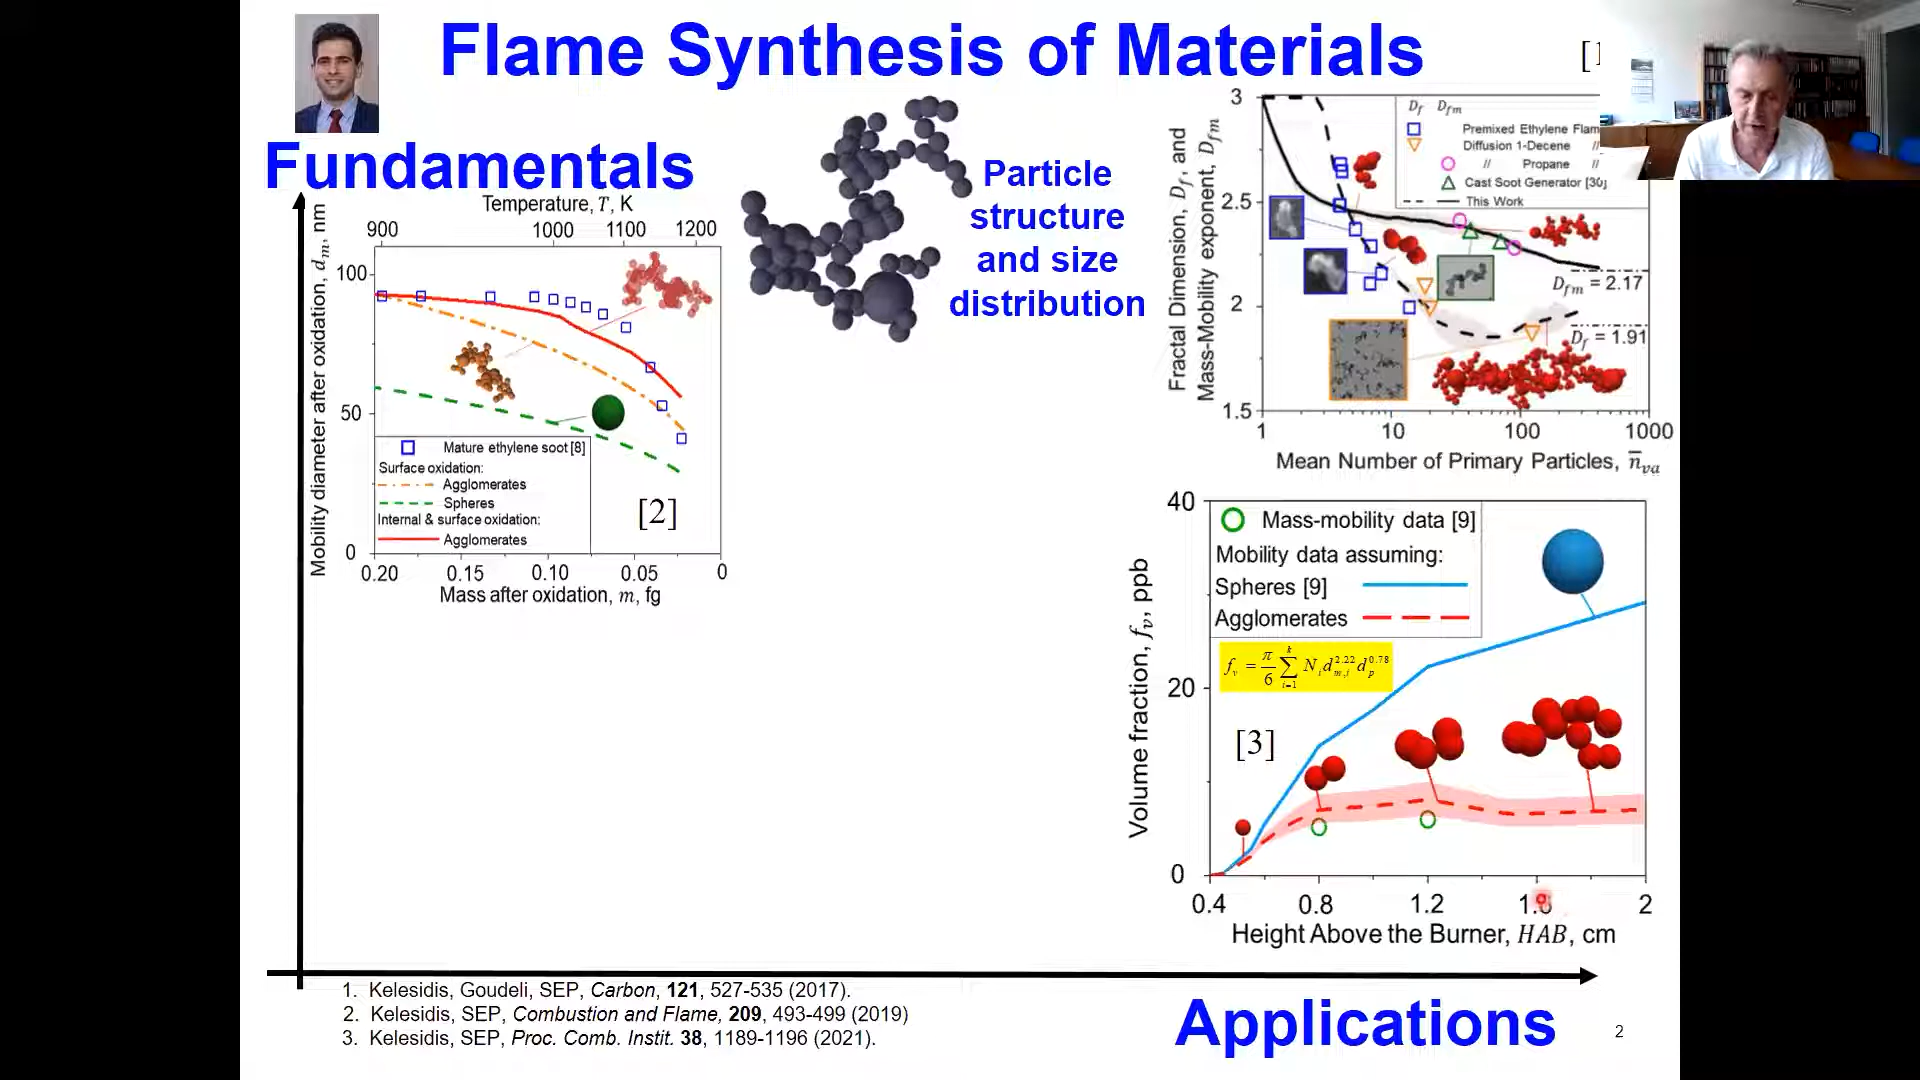 Flame Synthesis of Materials
Fundamentals
Particle
structure
and size
distribution
Temperature, T, K
900 1000 1100 1200
Mobility diameter after oxidation, dₘ, nm
100
50
0
Mature ethylene soot [8]
Surface oxidation:
Agglomerates
Spheres
Internal & surface oxidation:
Agglomerates
[2]
0.20 0.15 0.10 0.05 0
Mass after oxidation, m, fg
Fractal Dimension, D_f, and
Mass-Mobility exponent, D_fm
3
2.5
2
1.5
D_f D_fm
Premixed Ethylene Flam
Diffusion 1-Decene //
// Propane //
Cast Soot Generator [30]
This Work
D_fm = 2.17
D_f = 1.91
1 10 100 1000
Mean Number of Primary Particles, n̄_va
Volume fraction, f_v, ppb
40
20
0
Mass-mobility data [9]
Mobility data assuming:
Spheres [9]
Agglomerates
f_v = π/6 ∑_{i=1}^{k} N_i d_{m,i}^{2.22} d_p^{0.78}
[3]
0.4 0.8 1.2 1.6 2
Height Above the Burner, HAB, cm
1. Kelesidis, Goudeli, SEP, Carbon, 121, 527-535 (2017).
2. Kelesidis, SEP, Combustion and Flame, 209, 493-499 (2019)
3. Kelesidis, SEP, Proc. Comb. Instit. 38, 1189-1196 (2021).
Applications
2